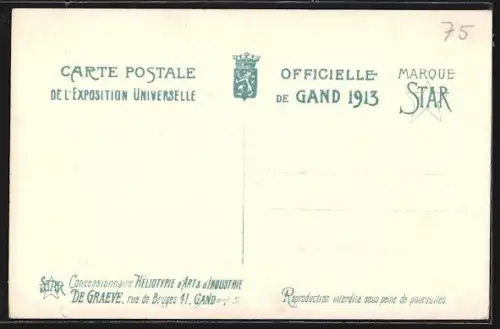 75
CARTE POSTALE
DE L'EXPOSITION UNIVERSELLE
OFFICIELLE
DE GAND 1913
MARQUE
STAR
STAR
Concessionnaire HÉLIOTYPIE d'ART & d'INDUSTRIE
DE GRAEVE, rue de Bruges 41, GAND
Reproduction interdite sous peine de poursuites.